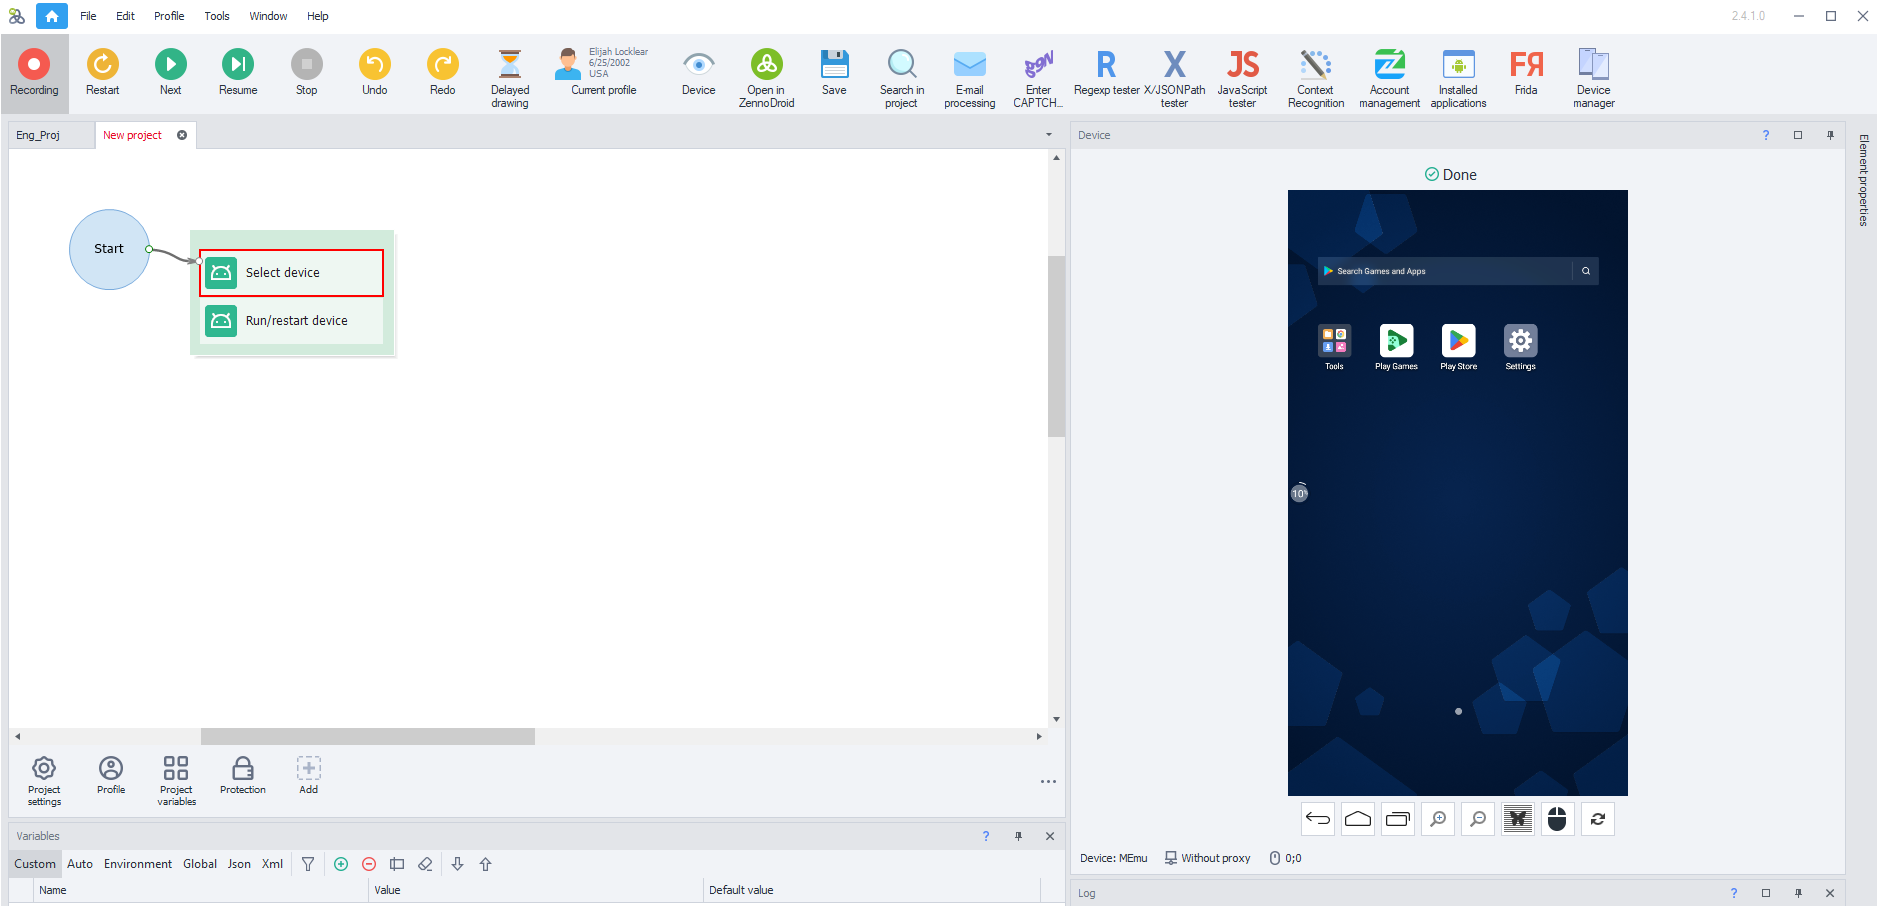 File Edit Profile Tools Window Help 2.4.1.0
Recording
Restart
Next
Resume
Stop
Undo
Redo
Delayed
drawing
Elijah Locklear
6/25/2002
USA
Current profile
Device
Open in
ZennoDroid
Save
Search in
project
E-mail
processing
Enter
CAPTCH...
R
Regexp tester
X
X/JSONPath
tester
JS
JavaScript
tester
Context
Recognition
Account
management
Installed
applications
FЯ
Frida
Device
manager
Eng_Proj
New project
Start
Select device
Run/restart device
Device
Element properties
Done
Search Games and Apps
Tools
Play Games
Play Store
Settings
Project
settings
Profile
Project
variables
Protection
Add
Variables
Custom Auto Environment Global Json Xml
Name Value Default value
Device: MEmu Without proxy 0;0
Log